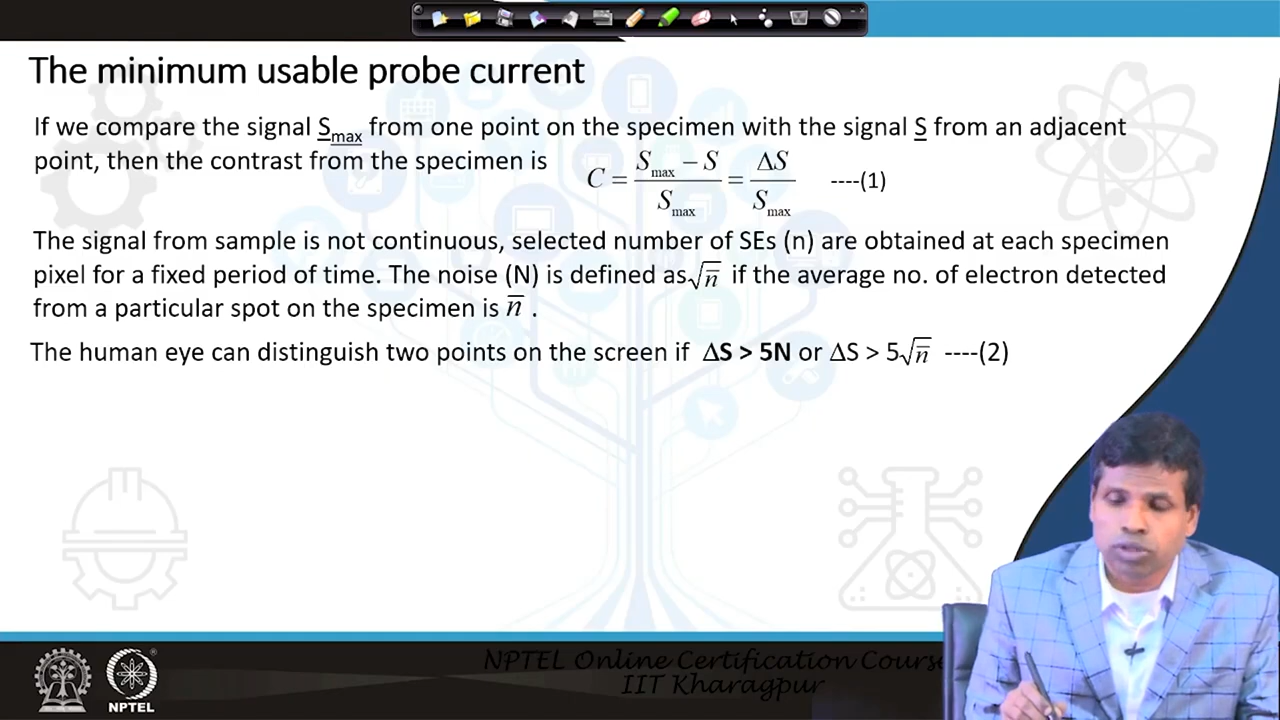 The minimum usable probe current
If we compare the signal S_max from one point on the specimen with the signal S from an adjacent
point, then the contrast from the specimen is C = (S_max − S)/S_max = ΔS/S_max ----(1)
The signal from sample is not continuous, selected number of SEs (n) are obtained at each specimen
pixel for a fixed period of time. The noise (N) is defined as √n̅ if the average no. of electron detected
from a particular spot on the specimen is n̅ .
The human eye can distinguish two points on the screen if ΔS > 5N or ΔS > 5√n̅ ----(2)
NPTEL Online Certification Course
IIT Kharagpur
NPTEL